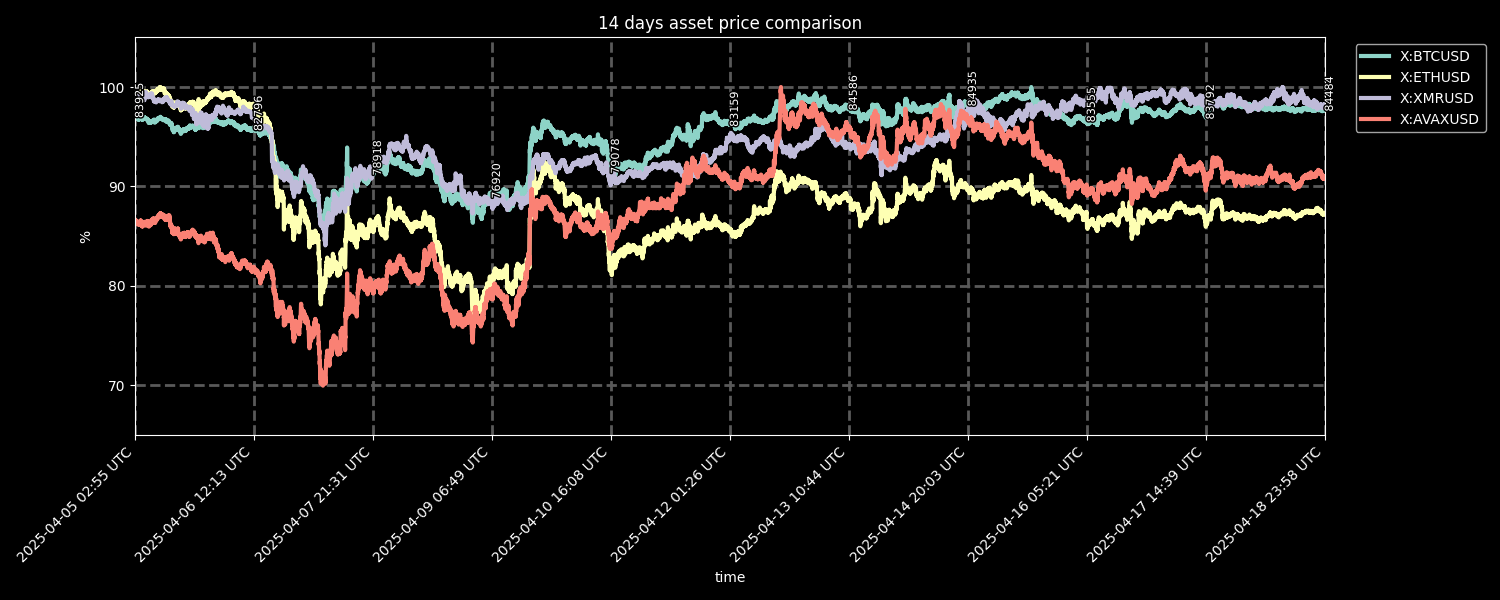 14 days asset price comparison
X:BTCUSD
X:ETHUSD
X:XMRUSD
X:AVAXUSD
%
100
90
80
70
83925
82796
78918
76920
79078
83159
84586
84935
83555
83792
84484
2025-04-05 02:55 UTC
2025-04-06 12:13 UTC
2025-04-07 21:31 UTC
2025-04-09 06:49 UTC
2025-04-10 16:08 UTC
2025-04-12 01:26 UTC
2025-04-13 10:44 UTC
2025-04-14 20:03 UTC
2025-04-16 05:21 UTC
2025-04-17 14:39 UTC
2025-04-18 23:58 UTC
time